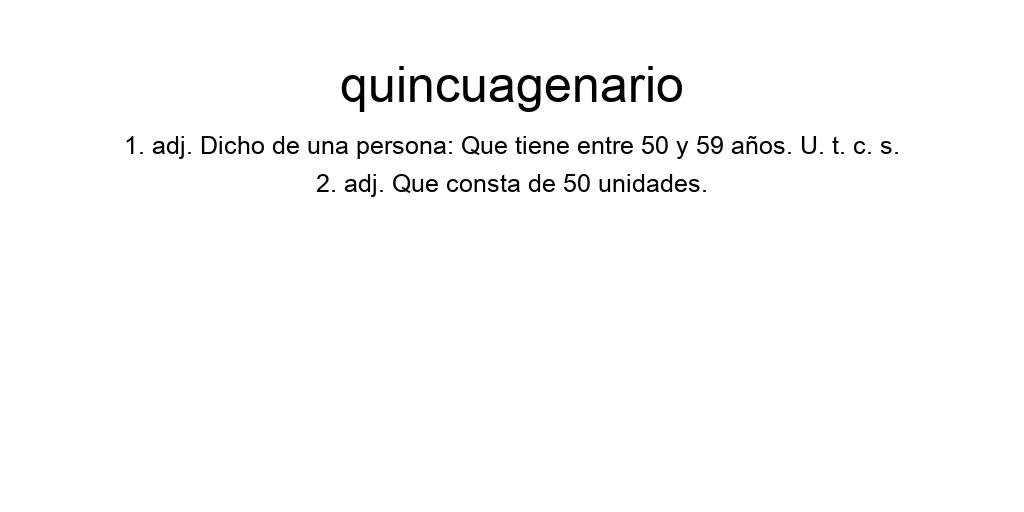 quincuagenario
1. adj. Dicho de una persona: Que tiene entre 50 y 59 años. U. t. c. s.
2. adj. Que consta de 50 unidades.